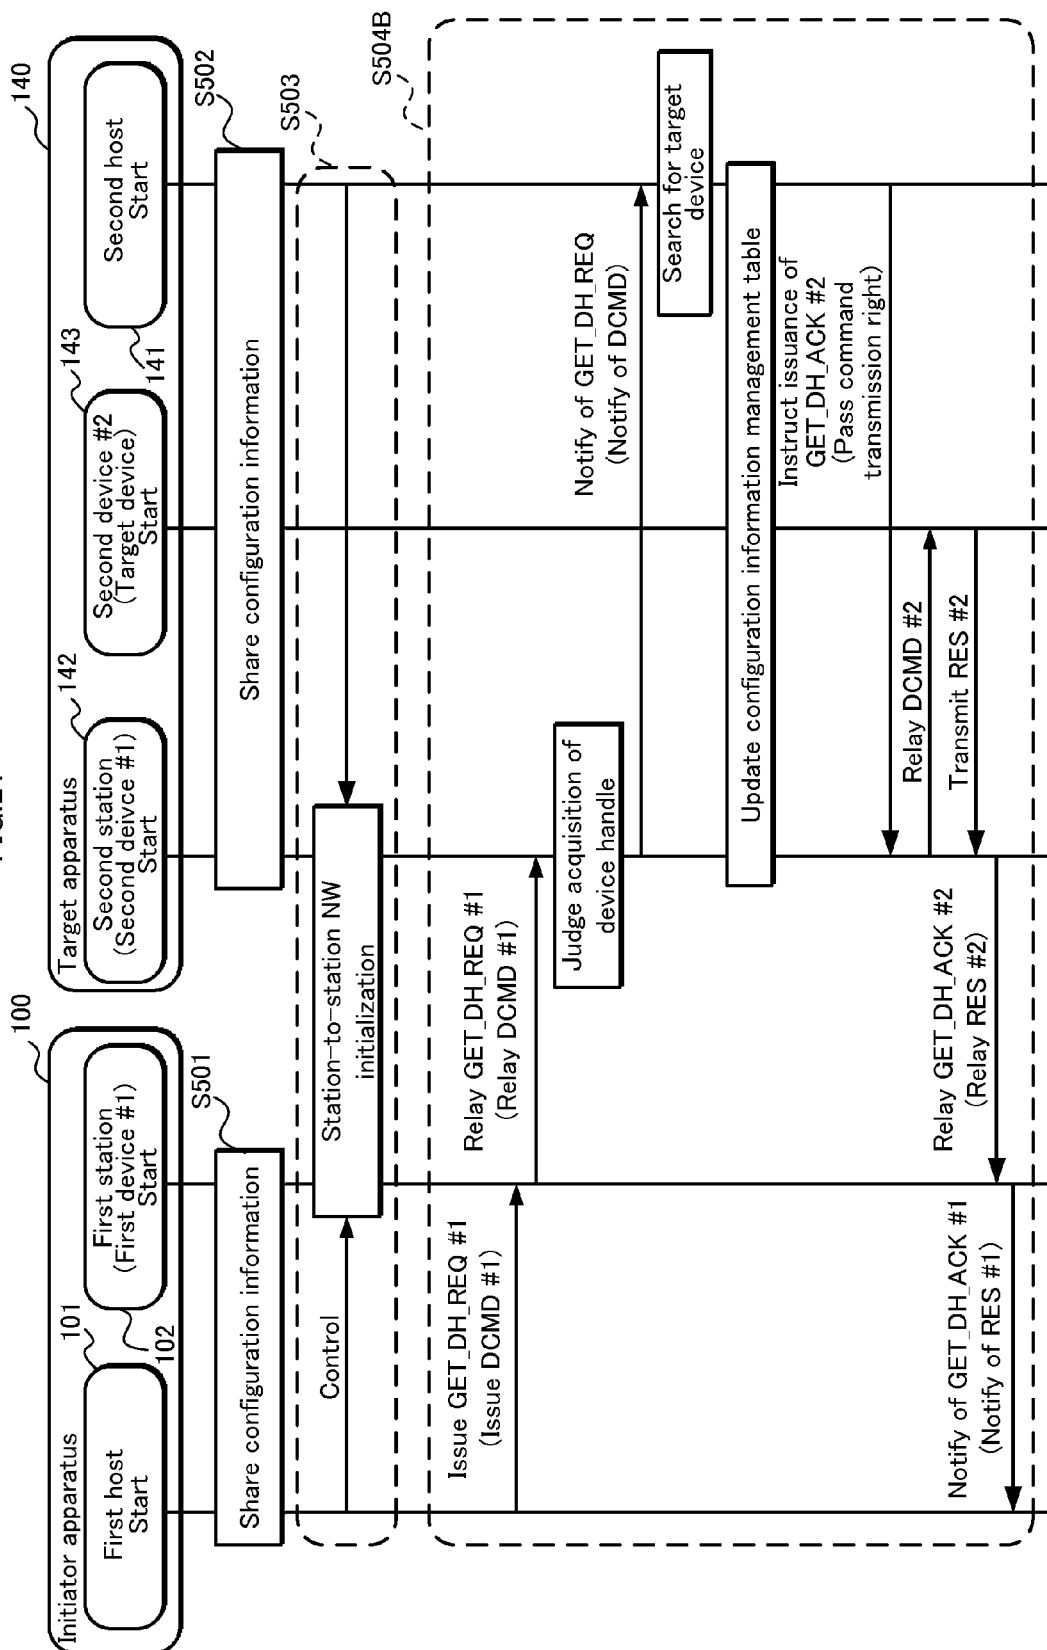 Initiator apparatus
100
101
First host
Start
102
First station
(First device #1)
Start
Target apparatus
140
142
Second station
(Second deivce #1)
Start
143
Second device #2
(Target device)
Start
141
Second host
Start
S501
Share configuration information
S502
Share configuration information
S503
Control
Station-to-station NW
initialization
S504B
Issue GET_DH_REQ #1
(Issue DCMD #1)
Relay GET_DH_REQ #1
(Relay DCMD #1)
Judge acquisition of
device handle
Notify of GET_DH_REQ
(Notify of DCMD)
Search for target
device
Update configuration information management table
Instruct issuance of
GET_DH_ACK #2
(Pass command
transmission right)
Relay DCMD #2
Transmit RES #2
Relay GET_DH_ACK #2
(Relay RES #2)
Notify of GET_DH_ACK #1
(Notify of RES #1)